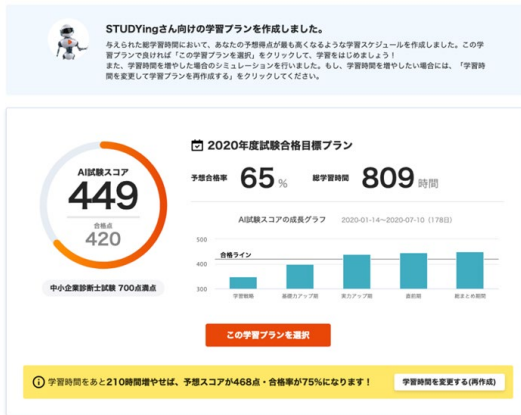 STUDYingさん向けの学習プランを作成しました。
与えられた総学習時間において、あなたの予想得点が最も高くなるような学習スケジュールを作成しました。この学
習プランで良ければ「この学習プランを選択」をクリックして、学習をはじめましょう！
また、学習時間を増やした場合のシミュレーションを行いました。もし、学習時間を増やしたい場合には、「学習時
間を変更して学習プランを再作成する」をクリックしてください。
2020年度試験合格目標プラン
AI試験スコア
449
合格点
420
中小企業診断士試験 700点満点
予想合格率 65 % 総学習時間 809 時間
AI試験スコアの成長グラフ 2020-01-14〜2020-07-10（178日）
500
合格ライン
400
300
学習戦略 基礎力アップ期 実力アップ期 直前期 総まとめ期間
この学習プランを選択
学習時間をあと210時間増やせば、予想スコアが468点・合格率が75%になります！ 学習時間を変更する(再作成)